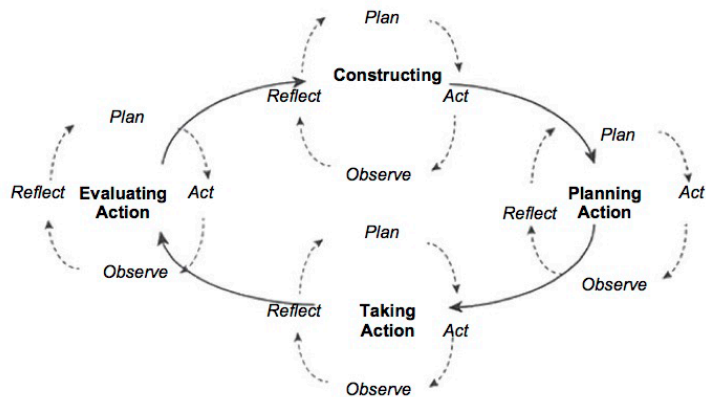 Plan
Constructing
Reflect
Act
Observe
Plan
Planning
Action
Act
Reflect
Observe
Plan
Taking
Action
Reflect
Act
Observe
Plan
Reflect
Evaluating
Action
Act
Observe